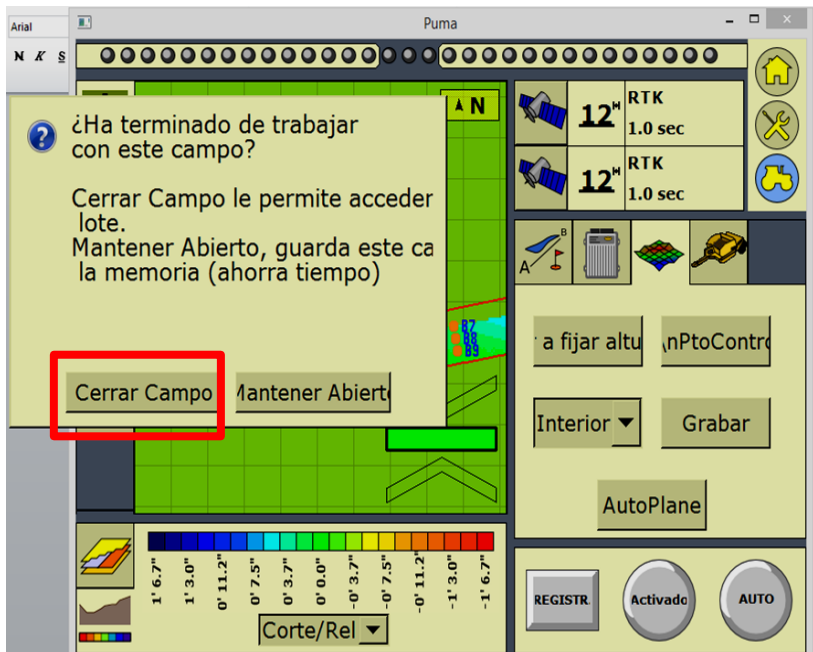 Arial
N K S
Puma
¿Ha terminado de trabajar
con este campo?
Cerrar Campo le permite acceder
lote.
Mantener Abierto, guarda este ca
la memoria (ahorra tiempo)
Cerrar Campo
Mantener Abierto
N
12"
RTK
1.0 sec
12"
RTK
1.0 sec
A B
B7
B8
B9
r a fijar altu
\nPtoContro
Interior
Grabar
AutoPlane
1' 6.7"
1' 3.0"
0' 11.2"
0' 7.5"
0' 3.7"
0' 0.0"
-0' 3.7"
-0' 7.5"
-0' 11.2"
-1' 3.0"
-1' 6.7"
Corte/Rel
REGISTR
Activado
AUTO